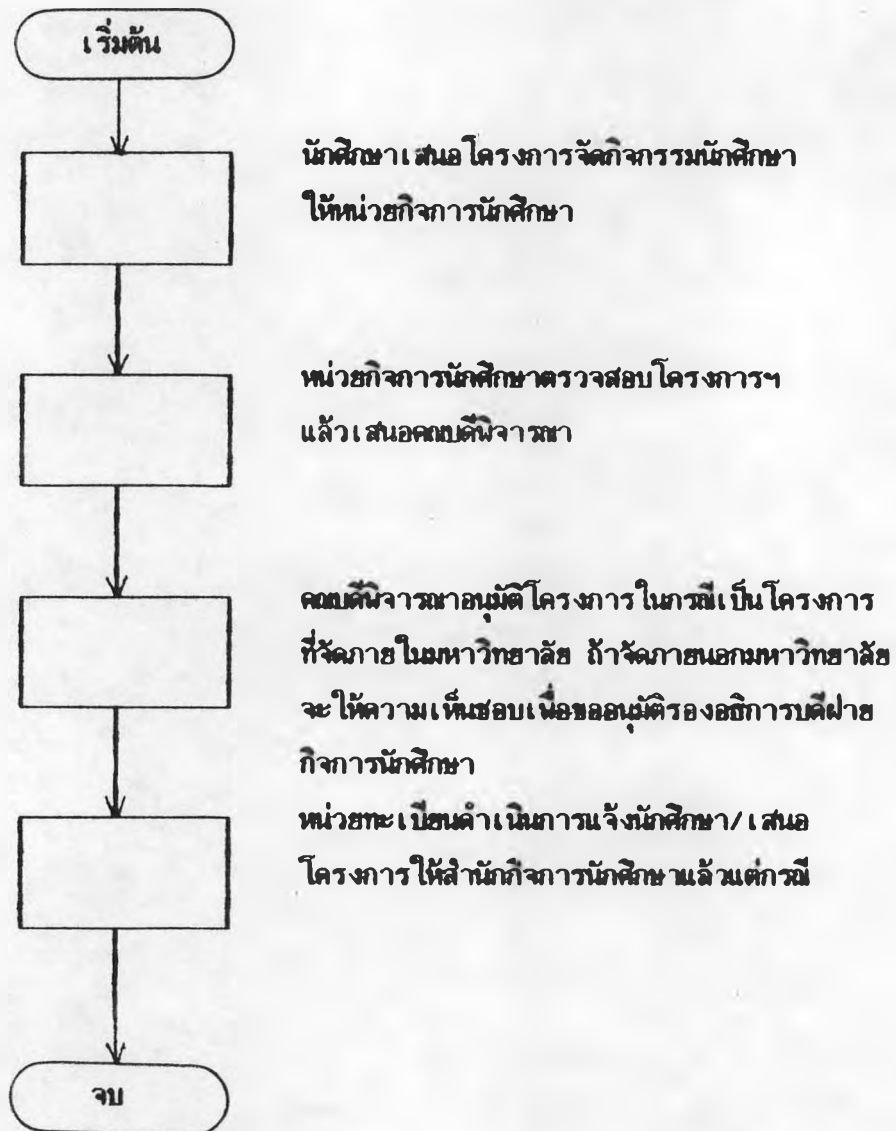 เริ่มต้น
นักศึกษาเสนอโครงการจัดกิจกรรมนักศึกษา
ให้หน่วยกิจการนักศึกษา
หน่วยกิจการนักศึกษาตรวจสอบโครงการฯ
แล้วเสนอคณบดีพิจารณา
คณบดีพิจารณาอนุมัติโครงการในกรณีเป็นโครงการ
ที่จัดภายในมหาวิทยาลัย ถ้าจัดภายนอกมหาวิทยาลัย
จะให้ความเห็นชอบเพื่อขออนุมัติรองอธิการบดีฝ่าย
กิจการนักศึกษา
หน่วยทะเบียนดำเนินการแจ้งนักศึกษา/เสนอ
โครงการให้สำนักกิจการนักศึกษาแล้วแต่กรณี
จบ